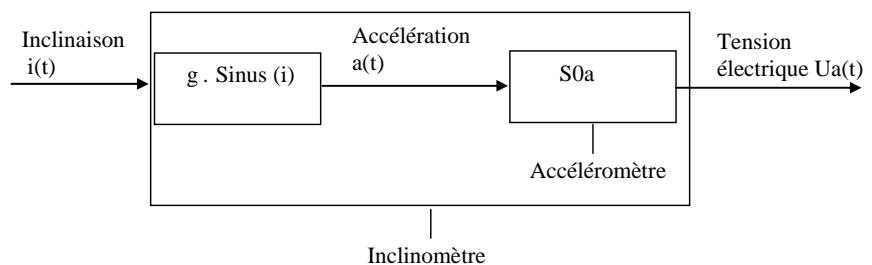 Inclinaison
i(t)
g . Sinus (i)
Accélération
a(t)
S0a
Tension
électrique Ua(t)
Accéléromètre
Inclinomètre